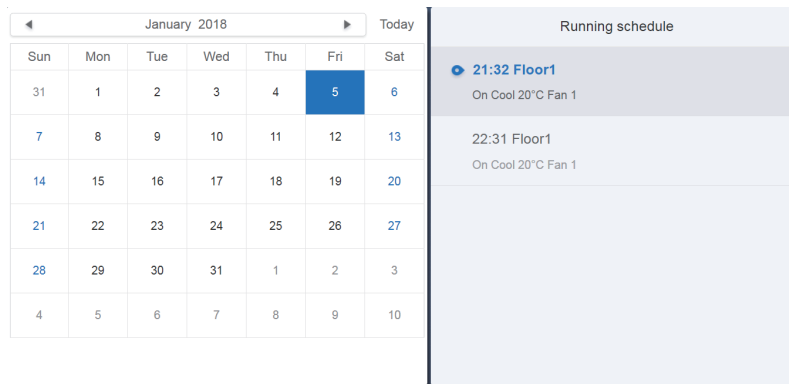 January 2018 Today
Sun Mon Tue Wed Thu Fri Sat
31 1 2 3 4 5 6
7 8 9 10 11 12 13
14 15 16 17 18 19 20
21 22 23 24 25 26 27
28 29 30 31 1 2 3
4 5 6 7 8 9 10
Running schedule
21:32 Floor1
On Cool 20°C Fan 1
22:31 Floor1
On Cool 20°C Fan 1